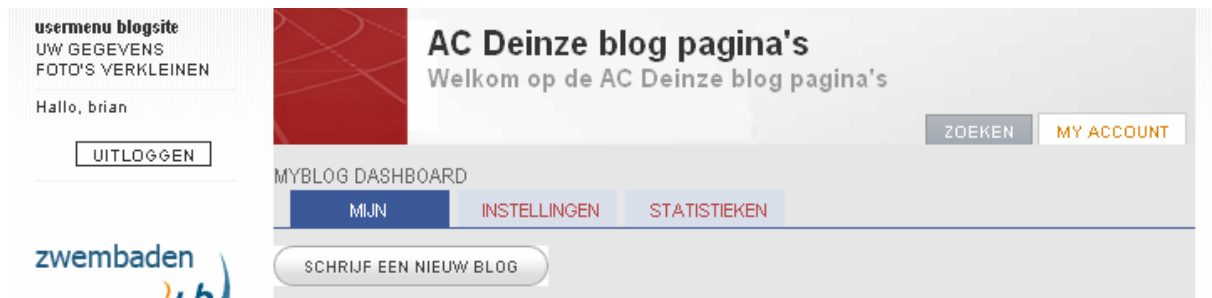 usermenu blogsite
UW GEGEVENS
FOTO'S VERKLEINEN
Hallo, brian
UITLOGGEN
zwembaden
AC Deinze blog pagina's
Welkom op de AC Deinze blog pagina's
ZOEKEN
MY ACCOUNT
MYBLOG DASHBOARD
MIJN
INSTELLINGEN
STATISTIEKEN
SCHRIJF EEN NIEUW BLOG